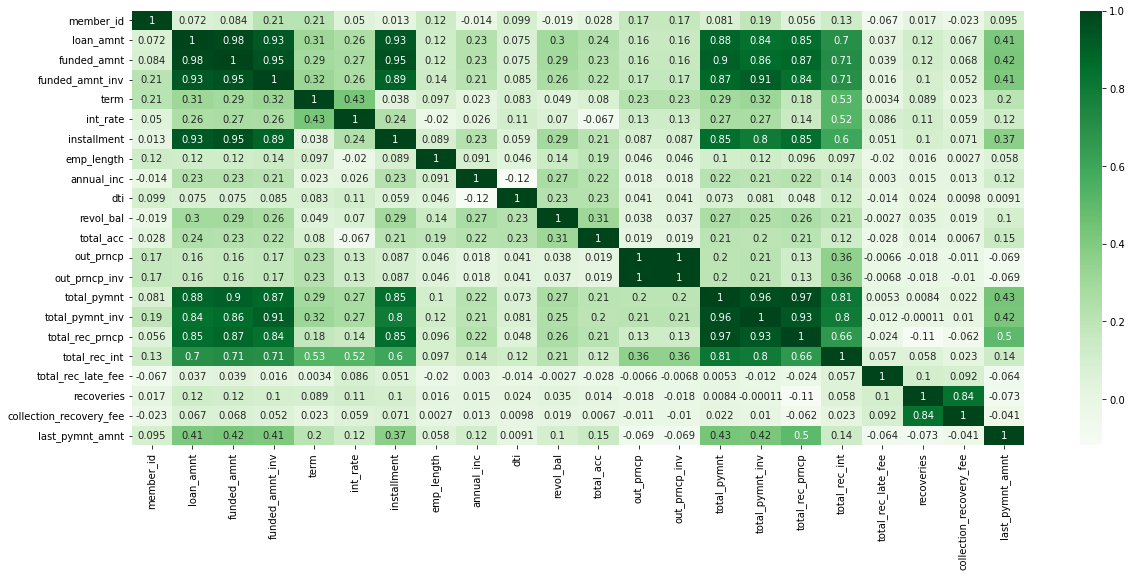 member_id 1 0.072 0.084 0.21 0.21 0.05 0.013 0.12 -0.014 0.099 -0.019 0.028 0.17 0.17 0.081 0.19 0.056 0.13 -0.067 0.017 -0.023 0.095
loan_amnt 0.072 1 0.98 0.93 0.31 0.26 0.93 0.12 0.23 0.075 0.3 0.24 0.16 0.16 0.88 0.84 0.85 0.7 0.037 0.12 0.067 0.41
funded_amnt 0.084 0.98 1 0.95 0.29 0.27 0.95 0.12 0.23 0.075 0.29 0.23 0.16 0.16 0.9 0.86 0.87 0.71 0.039 0.12 0.068 0.42
funded_amnt_inv 0.21 0.93 0.95 1 0.32 0.26 0.89 0.14 0.21 0.085 0.26 0.22 0.17 0.17 0.87 0.91 0.84 0.71 0.016 0.1 0.052 0.41
term 0.21 0.31 0.29 0.32 1 0.43 0.038 0.097 0.023 0.083 0.049 0.08 0.23 0.23 0.29 0.32 0.18 0.53 0.0034 0.089 0.023 0.2
int_rate 0.05 0.26 0.27 0.26 0.43 1 0.24 -0.02 0.026 0.11 0.07 -0.067 0.13 0.13 0.27 0.27 0.14 0.52 0.086 0.11 0.059 0.12
installment 0.013 0.93 0.95 0.89 0.038 0.24 1 0.089 0.23 0.059 0.29 0.21 0.087 0.087 0.85 0.8 0.85 0.6 0.051 0.1 0.071 0.37
emp_length 0.12 0.12 0.12 0.14 0.097 -0.02 0.089 1 0.091 0.046 0.14 0.19 0.046 0.046 0.1 0.12 0.096 0.097 -0.02 0.016 0.0027 0.058
annual_inc -0.014 0.23 0.23 0.21 0.023 0.026 0.23 0.091 1 -0.12 0.27 0.22 0.018 0.018 0.22 0.21 0.22 0.14 0.003 0.015 0.013 0.12
dti 0.099 0.075 0.075 0.085 0.083 0.11 0.059 0.046 -0.12 1 0.23 0.23 0.041 0.041 0.073 0.081 0.048 0.12 -0.014 0.024 0.0098 0.0091
revol_bal -0.019 0.3 0.29 0.26 0.049 0.07 0.29 0.14 0.27 0.23 1 0.31 0.038 0.037 0.27 0.25 0.26 0.21 -0.0027 0.035 0.019 0.1
total_acc 0.028 0.24 0.23 0.22 0.08 -0.067 0.21 0.19 0.22 0.23 0.31 1 0.019 0.019 0.21 0.2 0.21 0.12 -0.028 0.014 0.0067 0.15
out_prncp 0.17 0.16 0.16 0.17 0.23 0.13 0.087 0.046 0.018 0.041 0.038 0.019 1 1 0.2 0.21 0.13 0.36 -0.0066 -0.018 -0.011 -0.069
out_prncp_inv 0.17 0.16 0.16 0.17 0.23 0.13 0.087 0.046 0.018 0.041 0.037 0.019 1 1 0.2 0.21 0.13 0.36 -0.0068 -0.018 -0.01 -0.069
total_pymnt 0.081 0.88 0.9 0.87 0.29 0.27 0.85 0.1 0.22 0.073 0.27 0.21 0.2 0.2 1 0.96 0.97 0.81 0.0053 0.0084 0.022 0.43
total_pymnt_inv 0.19 0.84 0.86 0.91 0.32 0.27 0.8 0.12 0.21 0.081 0.25 0.2 0.21 0.21 0.96 1 0.93 0.8 -0.012 -0.00011 0.01 0.42
total_rec_prncp 0.056 0.85 0.87 0.84 0.18 0.14 0.85 0.096 0.22 0.048 0.26 0.21 0.13 0.13 0.97 0.93 1 0.66 -0.024 -0.11 -0.062 0.5
total_rec_int 0.13 0.7 0.71 0.71 0.53 0.52 0.6 0.097 0.14 0.12 0.21 0.12 0.36 0.36 0.81 0.8 0.66 1 0.057 0.058 0.023 0.14
total_rec_late_fee -0.067 0.037 0.039 0.016 0.0034 0.086 0.051 -0.02 0.003 -0.014 -0.0027 -0.028 -0.0066 -0.0068 0.0053 -0.012 -0.024 0.057 1 0.1 0.092 -0.064
recoveries 0.017 0.12 0.12 0.1 0.089 0.11 0.1 0.016 0.015 0.024 0.035 0.014 -0.018 -0.018 0.0084 -0.00011 -0.11 0.058 0.1 1 0.84 -0.073
collection_recovery_fee -0.023 0.067 0.068 0.052 0.023 0.059 0.071 0.0027 0.013 0.0098 0.019 0.0067 -0.011 -0.01 0.022 0.01 -0.062 0.023 0.092 0.84 1 -0.041
last_pymnt_amnt 0.095 0.41 0.42 0.41 0.2 0.12 0.37 0.058 0.12 0.0091 0.1 0.15 -0.069 -0.069 0.43 0.42 0.5 0.14 -0.064 -0.073 -0.041 1
member_id loan_amnt funded_amnt funded_amnt_inv term int_rate installment emp_length annual_inc dti revol_bal total_acc out_prncp out_prncp_inv total_pymnt total_pymnt_inv total_rec_prncp total_rec_int total_rec_late_fee recoveries collection_recovery_fee last_pymnt_amnt
1.0
0.8
0.6
0.4
0.2
0.0